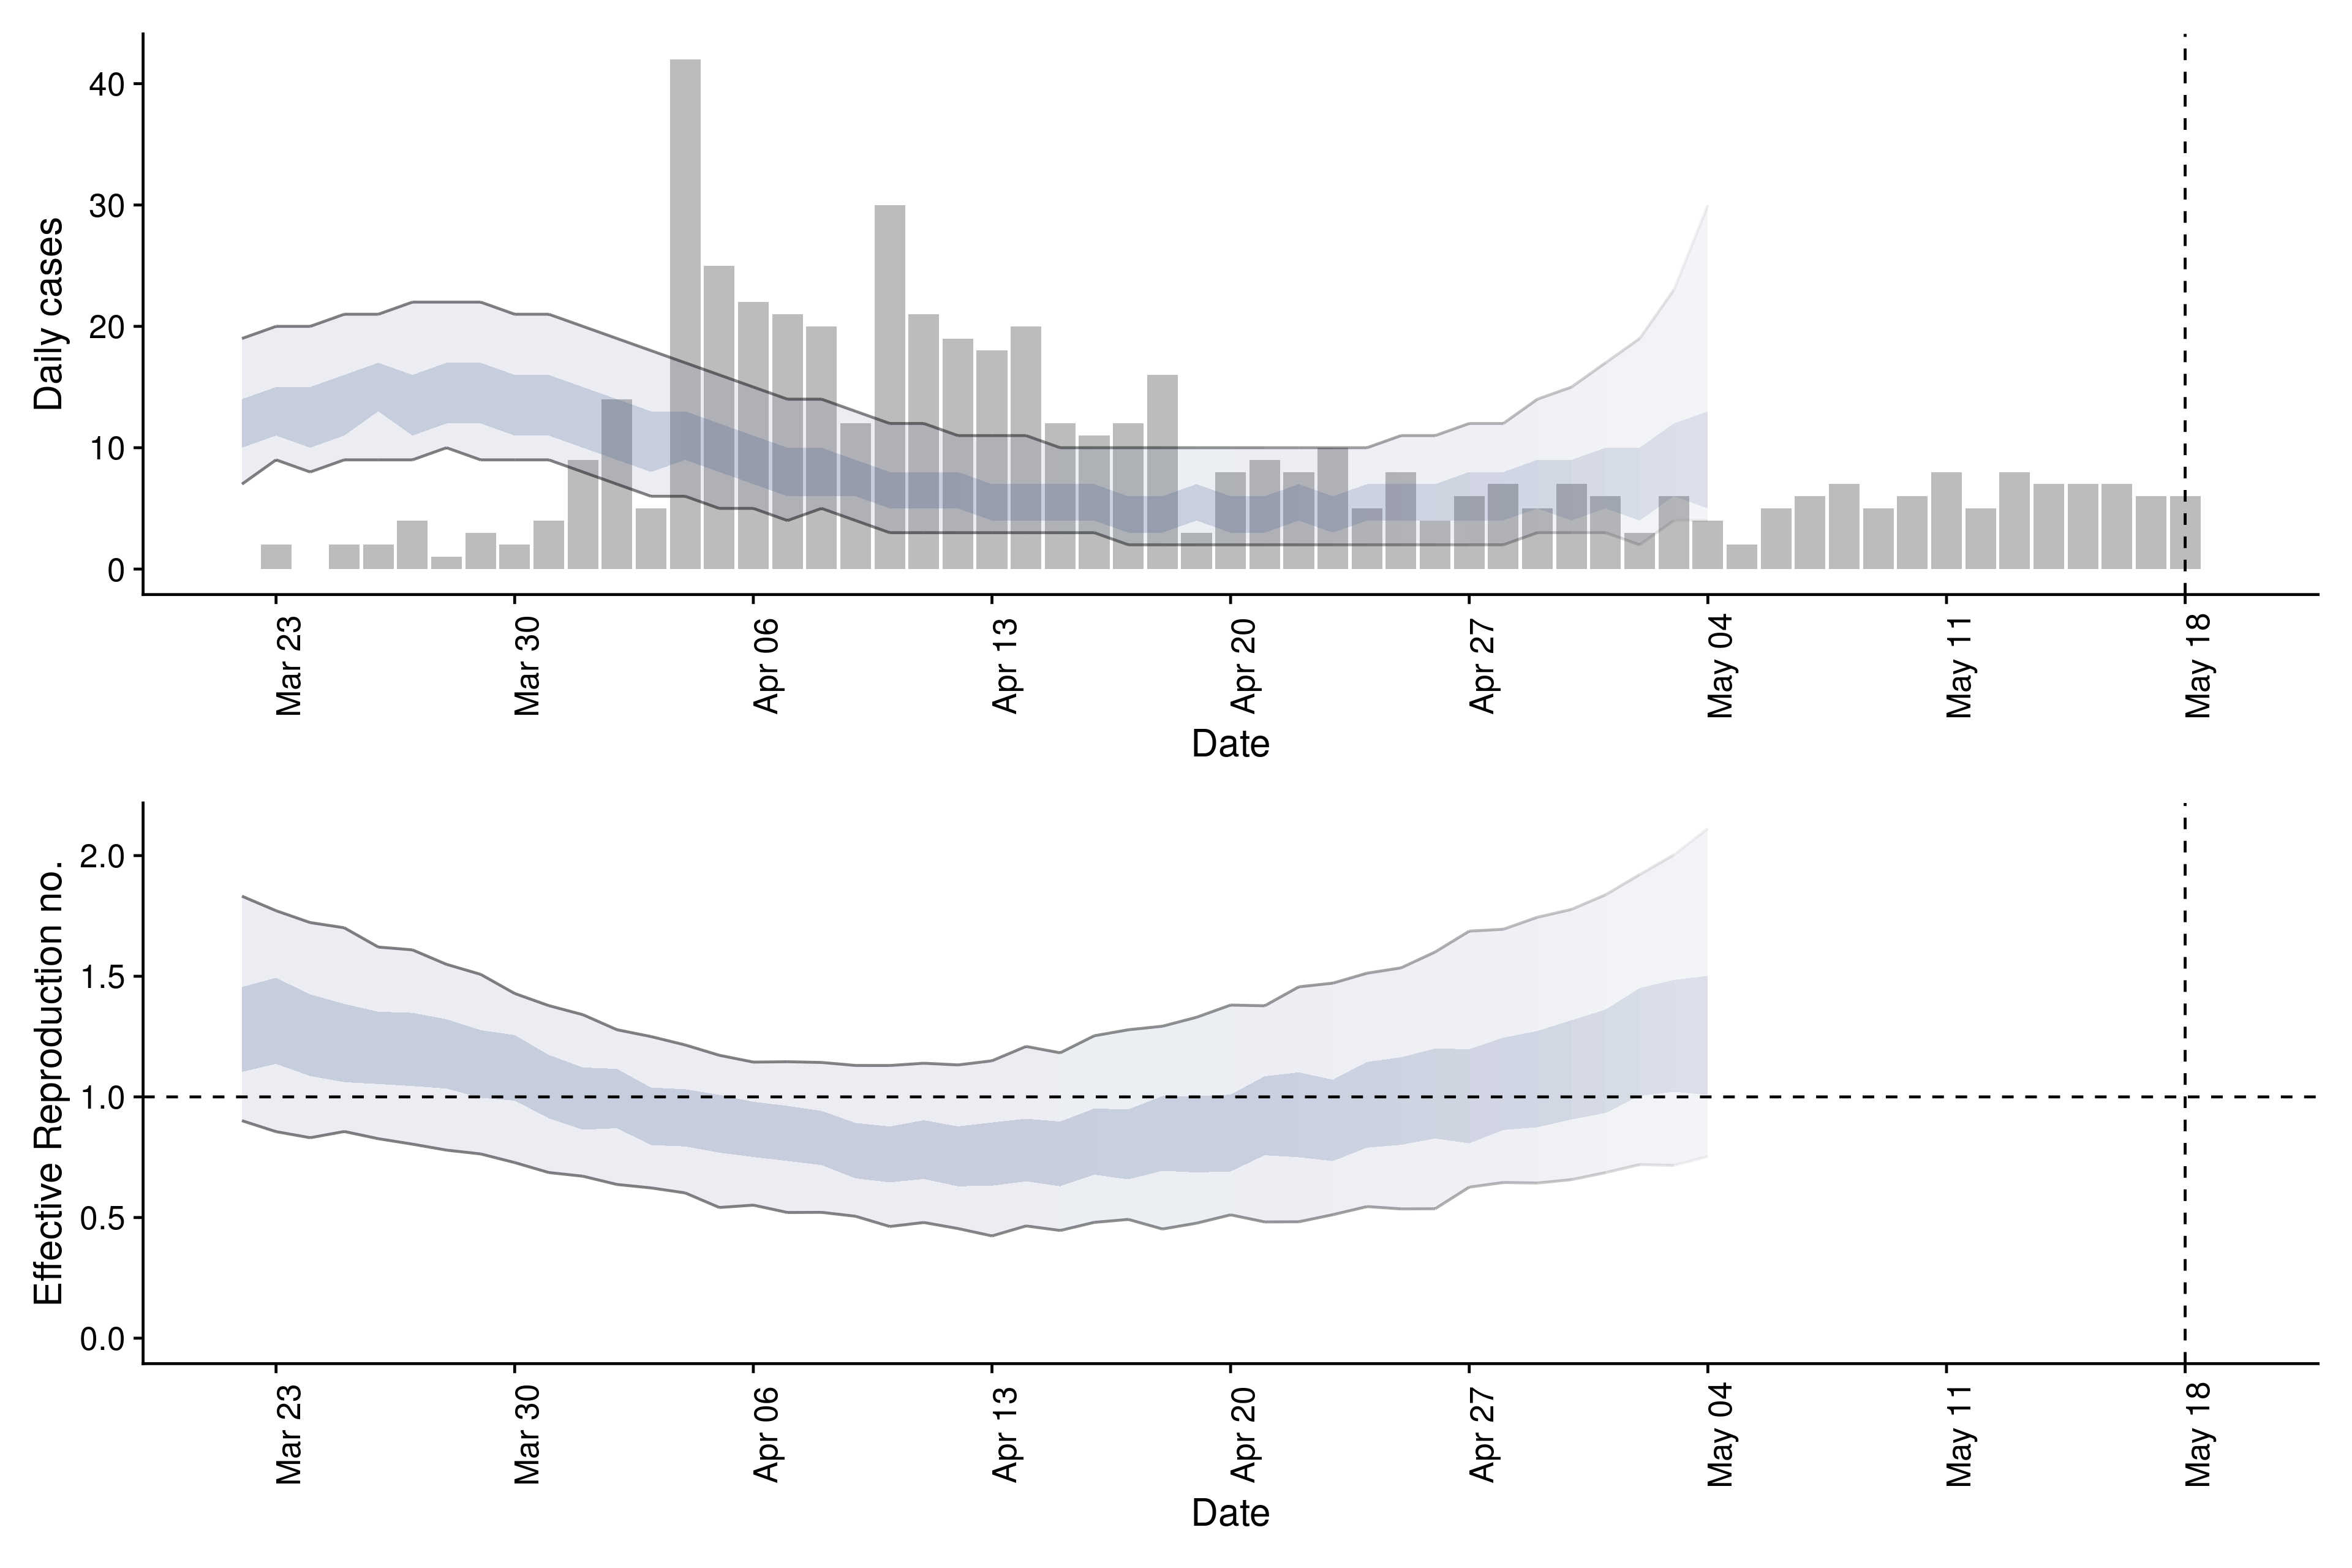 Daily cases
40
30
20
10
0
Mar 23
Mar 30
Apr 06
Apr 13
Apr 20
Apr 27
May 04
May 11
May 18
Date
Effective Reproduction no.
2.0
1.5
1.0
0.5
0.0
Mar 23
Mar 30
Apr 06
Apr 13
Apr 20
Apr 27
May 04
May 11
May 18
Date